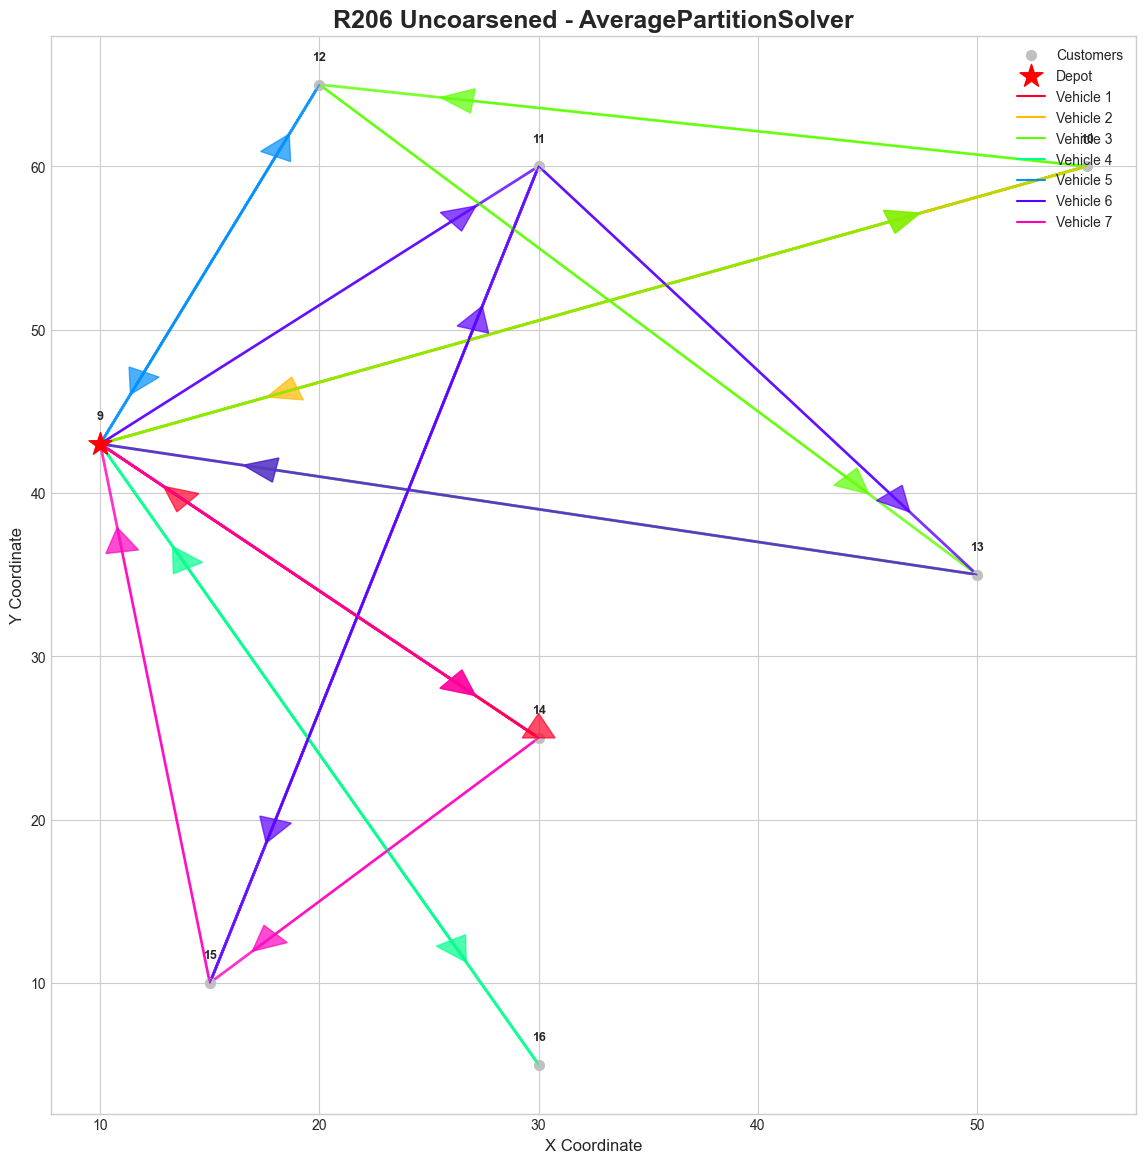 R206 Uncoarsened - AveragePartitionSolver
12
11
10
9
13
14
15
16
Customers
Depot
Vehicle 1
Vehicle 2
Vehicle 3
Vehicle 4
Vehicle 5
Vehicle 6
Vehicle 7
60
50
40
30
20
10
Y Coordinate
10
20
30
40
50
X Coordinate